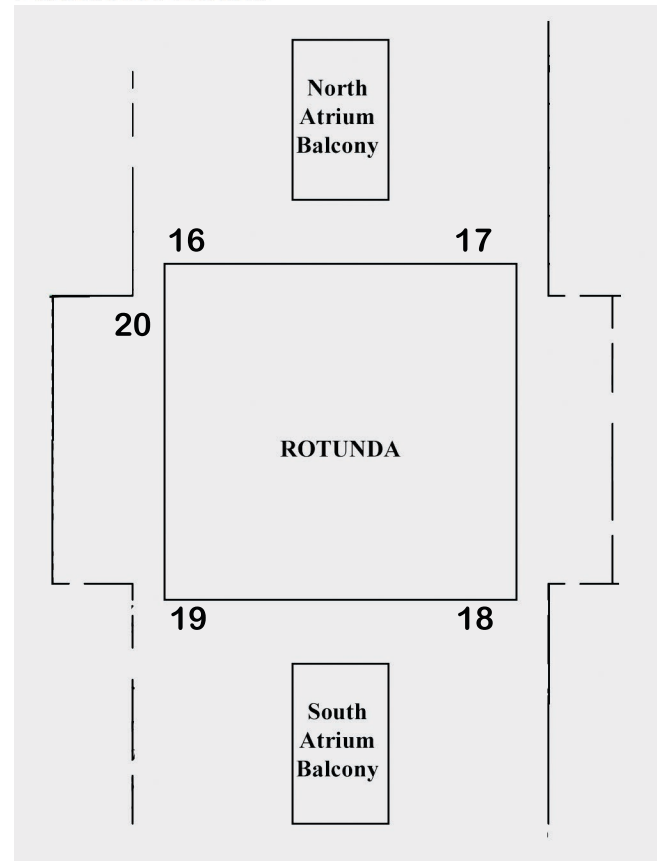 North
Atrium
Balcony
16
17
20
ROTUNDA
19
18
South
Atrium
Balcony